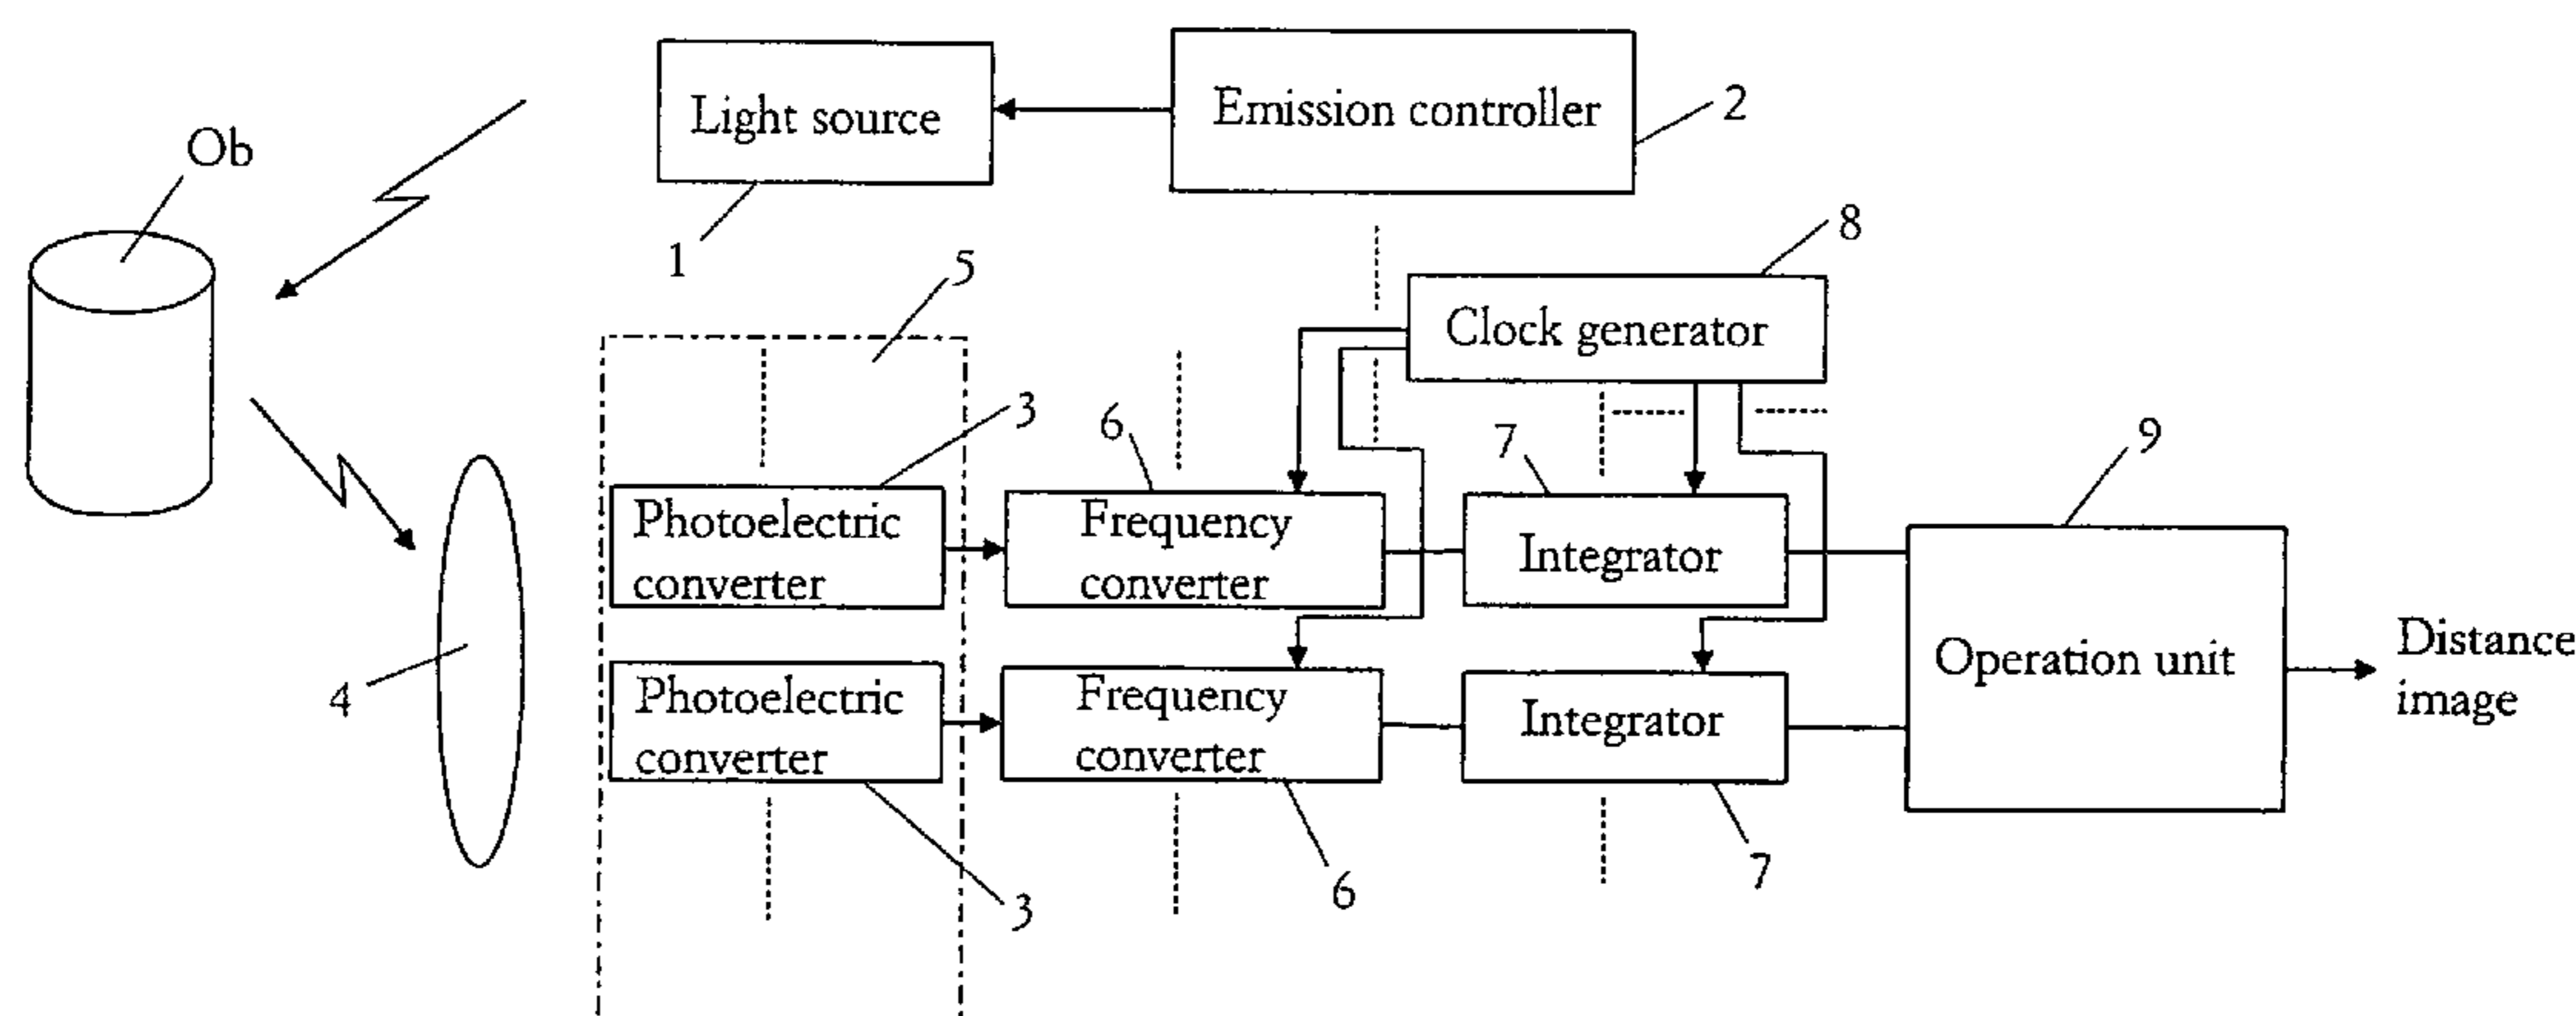 Light source
Emission controller
2
Ob
1
5
8
Clock generator
3
6
7
9
Photoelectric
converter
Frequency
converter
Integrator
Operation unit
Distance
image
4
Photoelectric
converter
Frequency
converter
Integrator
3
6
7